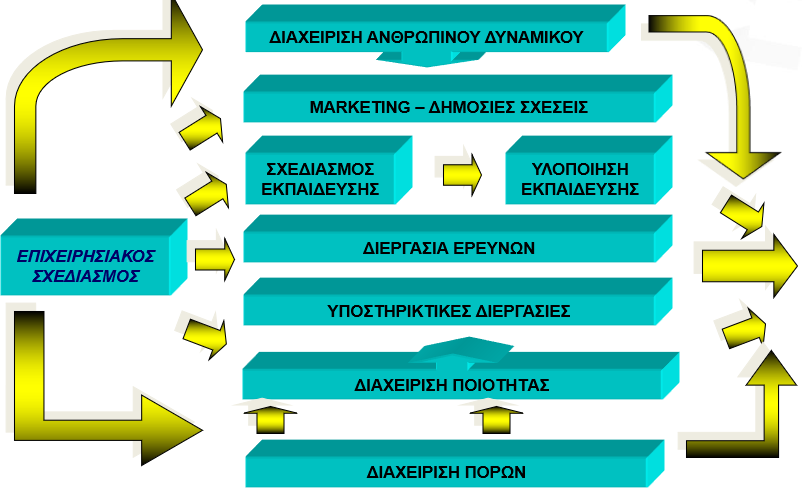 ΔΙΑΧΕΙΡΙΣΗ ΑΝΘΡΩΠΙΝΟΥ ΔΥΝΑΜΙΚΟΥ
MARKETING – ΔΗΜΟΣΙΕΣ ΣΧΕΣΕΙΣ
ΣΧΕΔΙΑΣΜΟΣ
ΕΚΠΑΙΔΕΥΣΗΣ
ΥΛΟΠΟΙΗΣΗ
ΕΚΠΑΙΔΕΥΣΗΣ
ΕΠΙΧΕΙΡΗΣΙΑΚΟΣ
ΣΧΕΔΙΑΣΜΟΣ
ΔΙΕΡΓΑΣΙΑ ΕΡΕΥΝΩΝ
ΥΠΟΣΤΗΡΙΚΤΙΚΕΣ ΔΙΕΡΓΑΣΙΕΣ
ΔΙΑΧΕΙΡΙΣΗ ΠΟΙΟΤΗΤΑΣ
ΔΙΑΧΕΙΡΙΣΗ ΠΟΡΩΝ